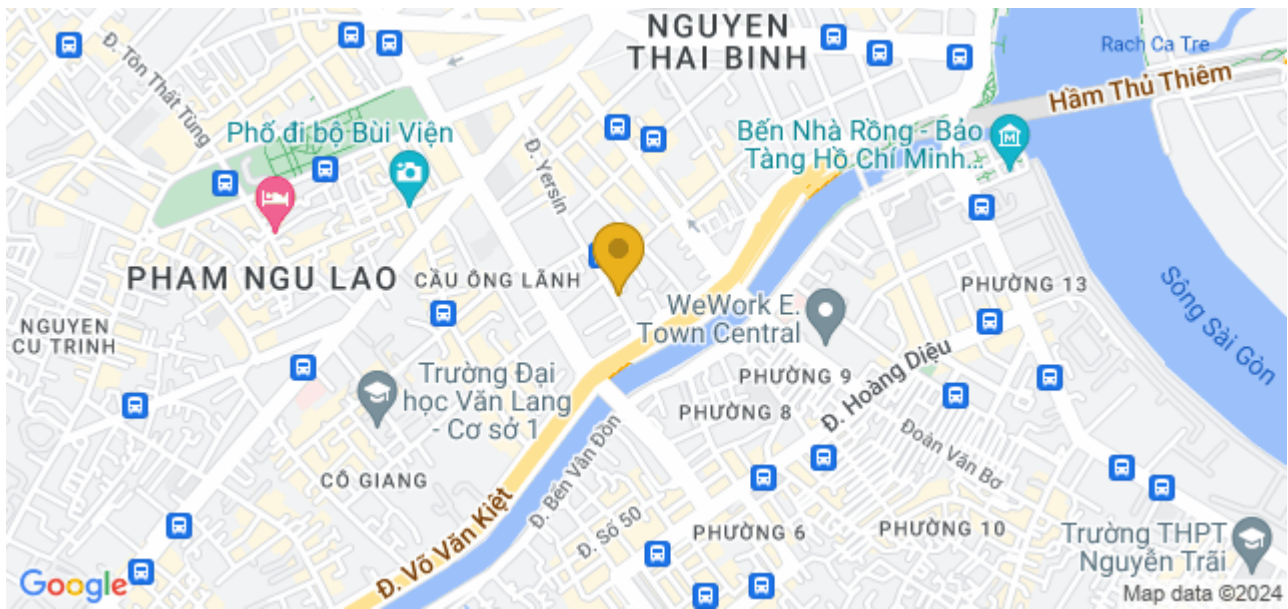 NGUYEN
THAI BINH
Rach Ca Tre
Hầm Thủ Thiêm
Đ. Tôn Thất Tùng
Phố đi bộ Bùi Viện
Bến Nhà Rồng - Bảo
Tàng Hồ Chí Minh...
Đ. Yersin
PHAM NGU LAO
CẦU ÔNG LÃNH
PHƯỜNG 13
Sông Sài Gòn
WeWork E.
Town Central
NGUYEN
CU TRINH
Trường Đại
học Văn Lang
- Cơ sở 1
PHƯỜNG 9
Đ. Hoàng Diệu
PHƯỜNG 8
Đoàn Văn Bơ
CÔ GIANG
Đ. Bến Vân Đồn
Đ. Võ Văn Kiệt
Đ. Số 50
PHƯỜNG 6
PHƯỜNG 10
Trường THPT
Nguyễn Trãi
Google
Map data ©2024